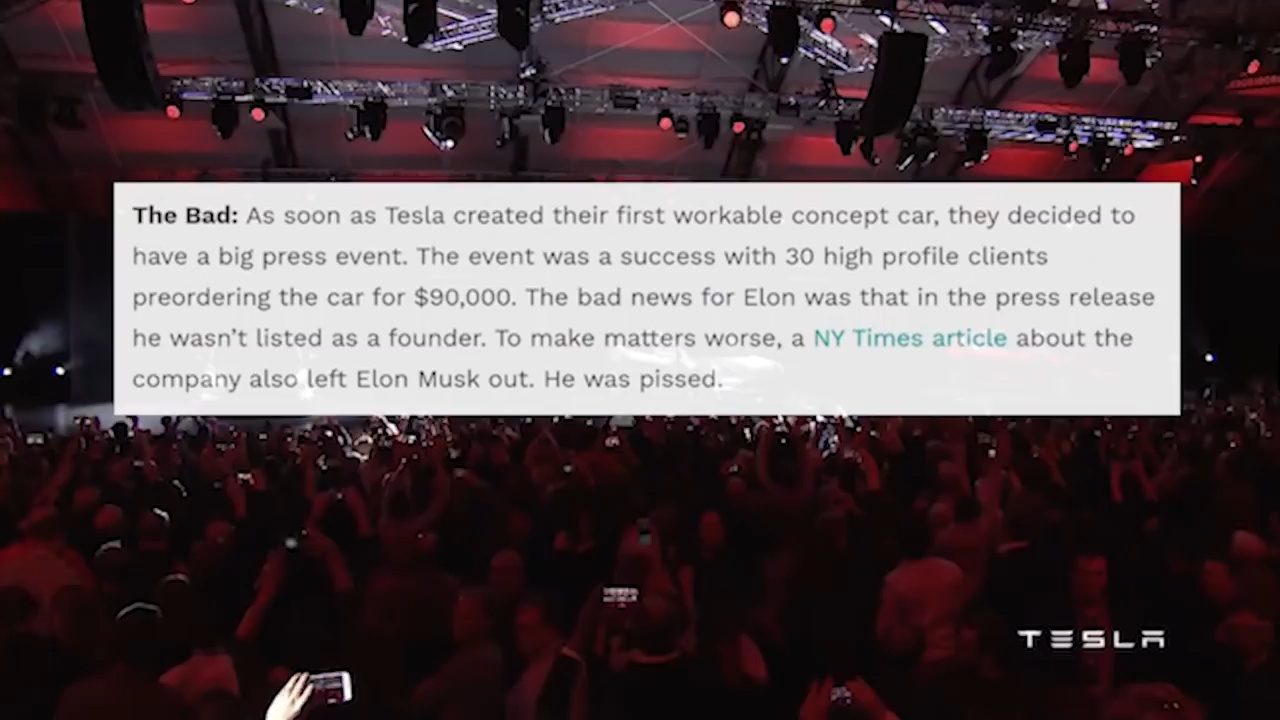 The Bad: As soon as Tesla created their first workable concept car, they decided to
have a big press event. The event was a success with 30 high profile clients
preordering the car for $90,000. The bad news for Elon was that in the press release
he wasn’t listed as a founder. To make matters worse, a NY Times article about the
company also left Elon Musk out. He was pissed.
TESLA